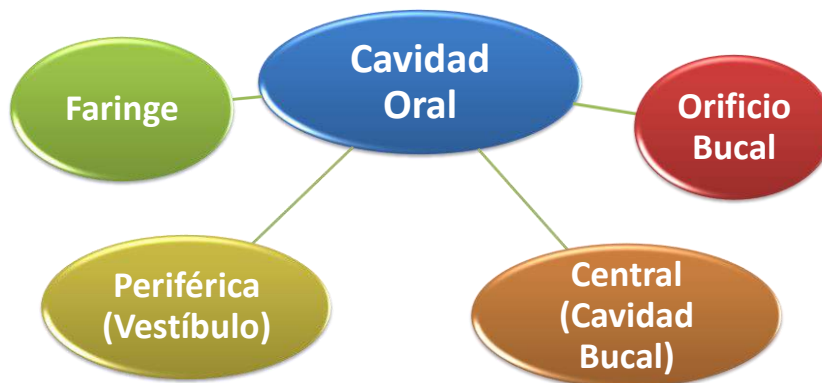 Cavidad
Oral
Faringe
Orificio
Bucal
Periférica
(Vestíbulo)
Central
(Cavidad
Bucal)